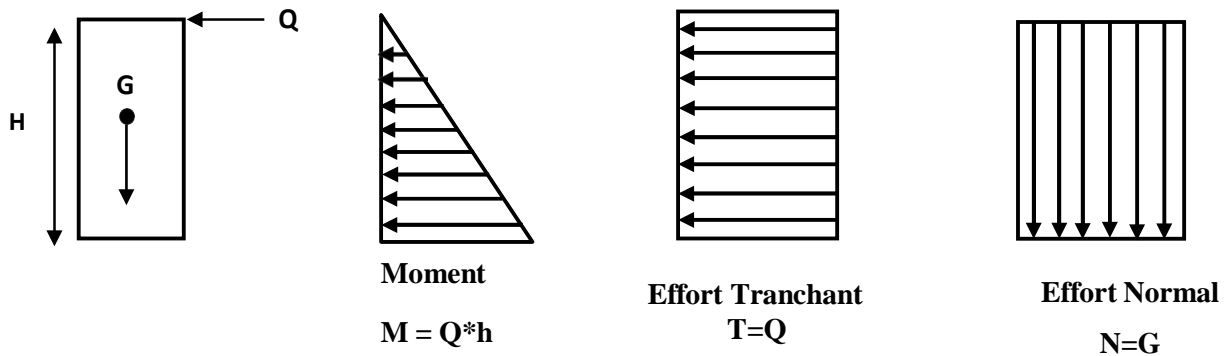 Q
G
H
Moment
M = Q*h
Effort Tranchant
T=Q
Effort Normal
N=G